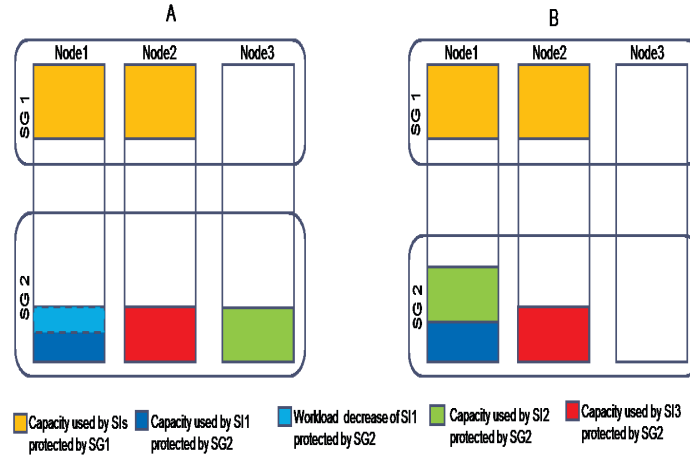 A
B
Node1 Node2 Node3
Node1 Node2 Node3
SG 1
SG 1
SG 2
SG 2
Capacity used by SIs
protected by SG1
Capacity used by SI1
protected by SG2
Workload decrease of SI1
protected by SG2
Capacity used by SI2
protected by SG2
Capacity used by SI3
protected by SG2